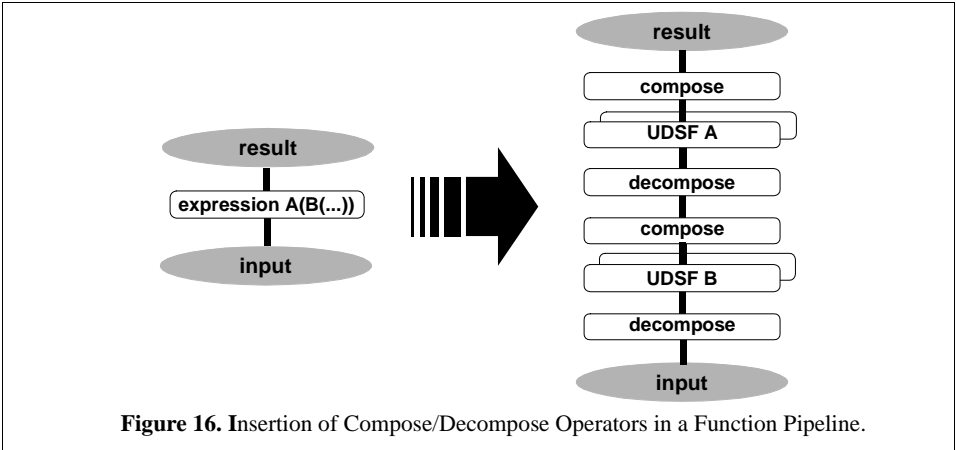 result
expression A(B(...))
input
result
compose
UDSF A
decompose
compose
UDSF B
decompose
input
Figure 16. Insertion of Compose/Decompose Operators in a Function Pipeline.